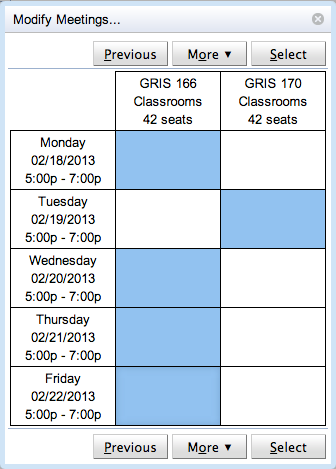 Modify Meetings...
Previous More ▼ Select
GRIS 166 GRIS 170
Classrooms Classrooms
42 seats 42 seats
Monday
02/18/2013
5:00p - 7:00p
Tuesday
02/19/2013
5:00p - 7:00p
Wednesday
02/20/2013
5:00p - 7:00p
Thursday
02/21/2013
5:00p - 7:00p
Friday
02/22/2013
5:00p - 7:00p
Previous More ▼ Select